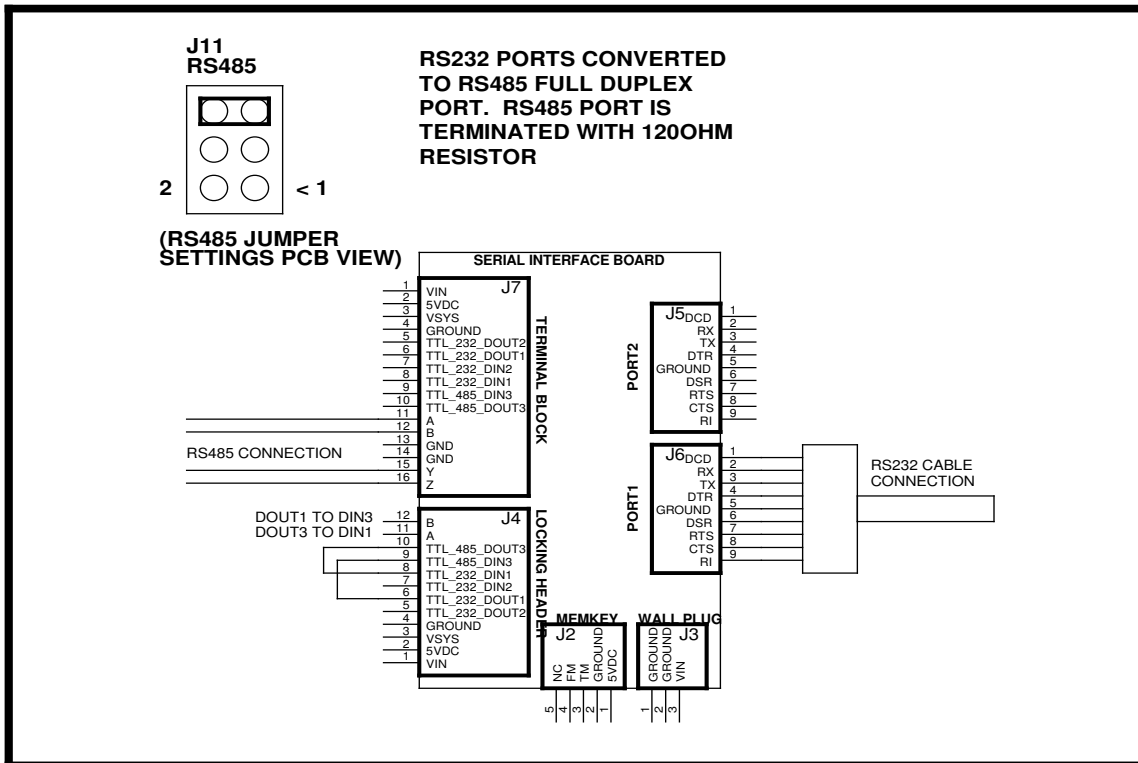 J11
RS485
2
< 1
(RS485 JUMPER
SETTINGS PCB VIEW)
RS232 PORTS CONVERTED
TO RS485 FULL DUPLEX
PORT. RS485 PORT IS
TERMINATED WITH 120OHM
RESISTOR
SERIAL INTERFACE BOARD
J7
TERMINAL BLOCK
1 VIN
2 5VDC
3 VSYS
4 GROUND
5 TTL_232_DOUT2
6 TTL_232_DOUT1
7 TTL_232_DIN2
8 TTL_232_DIN1
9 TTL_485_DIN3
10 TTL_485_DOUT3
11 A
12 B
13 GND
14 GND
15 Y
16 Z
RS485 CONNECTION
DOUT1 TO DIN3
DOUT3 TO DIN1
J4
LOCKING HEADER
12 B
11 A
10 TTL_485_DOUT3
9 TTL_485_DIN3
8 TTL_232_DIN1
7 TTL_232_DIN2
6 TTL_232_DOUT1
5 TTL_232_DOUT2
4 GROUND
3 VSYS
2 5VDC
1 VIN
PORT2
J5
DCD 1
RX 2
TX 3
DTR 4
GROUND 5
DSR 6
RTS 7
CTS 8
RI 9
PORT1
J6
DCD 1
RX 2
TX 3
DTR 4
GROUND 5
DSR 6
RTS 7
CTS 8
RI 9
RS232 CABLE
CONNECTION
MEMKEY
J2
NC 5
FM 4
TM 3
GROUND 2
5VDC 1
WALL PLUG
J3
GROUND 1
GROUND 2
VIN 3